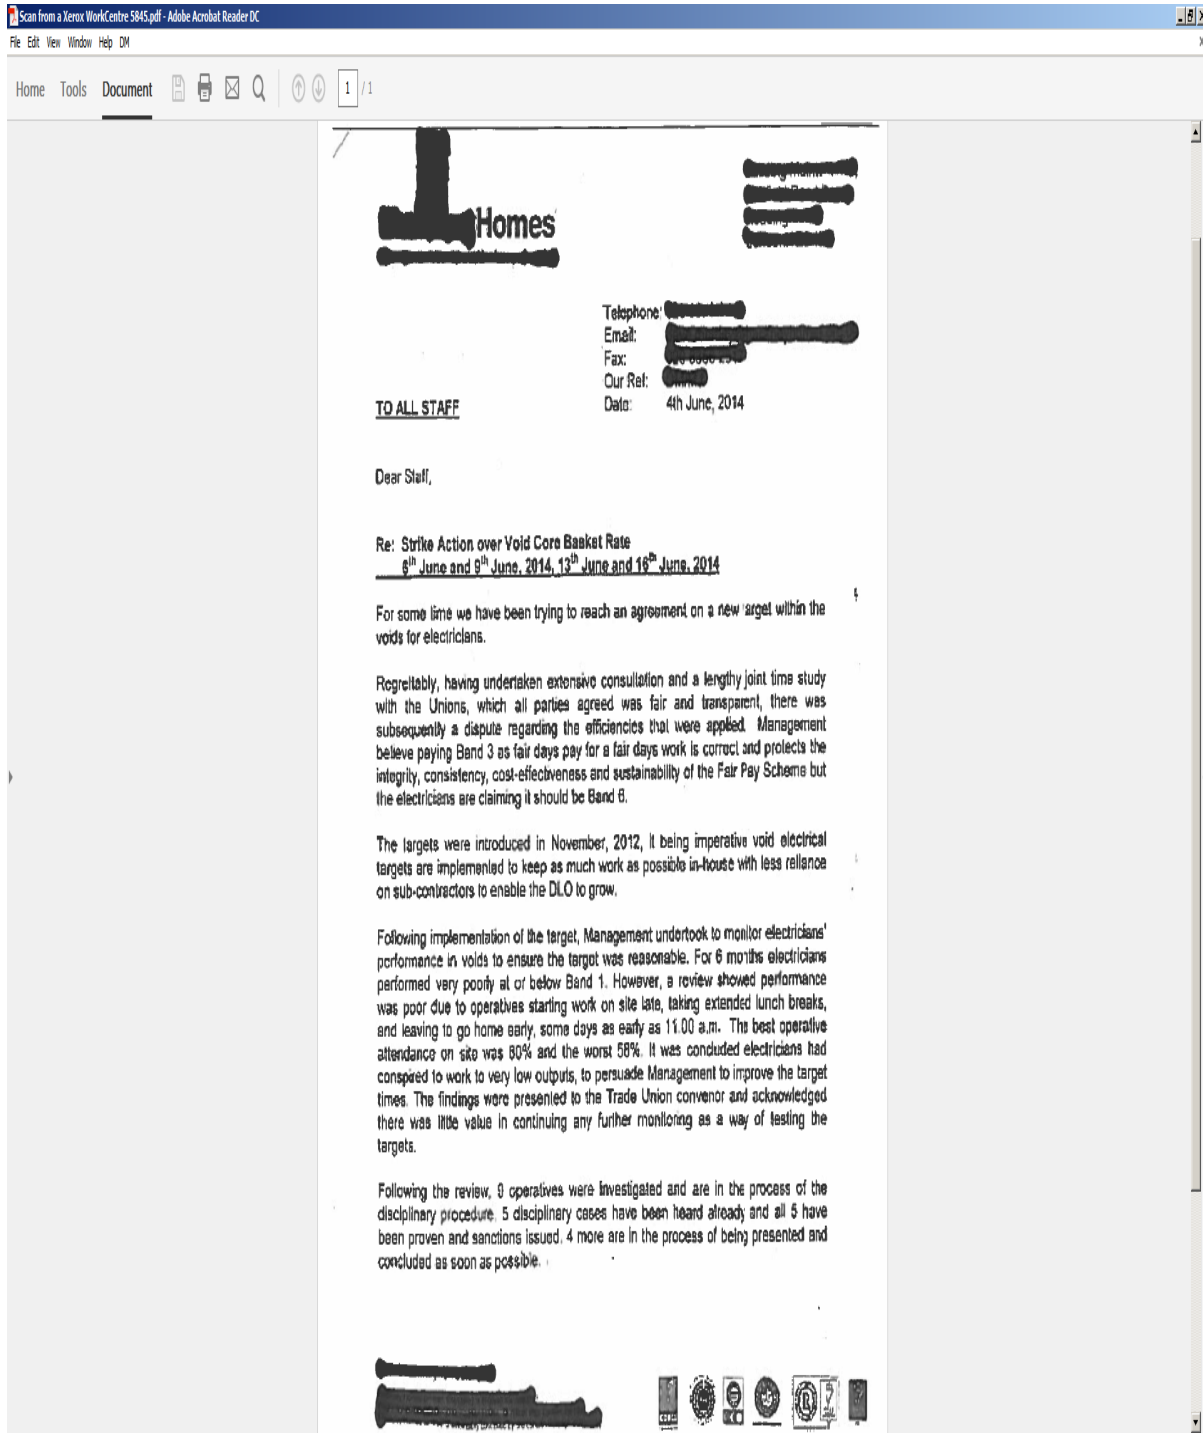 Scan from a Xerox WorkCentre 5845.pdf - Adobe Acrobat Reader DC
File Edit View Window Help DM
Home Tools Document 1 / 1
Homes
Telephone:
Email:
Fax:
Our Ref:
Date: 4th June, 2014
TO ALL STAFF
Dear Staff,
Re: Strike Action over Void Core Basket Rate
6th June and 9th June, 2014, 13th June and 16th June, 2014
For some time we have been trying to reach an agreement on a new target within the
voids for electricians.
Regrettably, having undertaken extensive consultation and a lengthy joint time study
with the Unions, which all parties agreed was fair and transparent, there was
subsequently a dispute regarding the efficiencies that were applied. Management
believe paying Band 3 as fair days pay for a fair days work is correct and protects the
integrity, consistency, cost-effectiveness and sustainability of the Fair Pay Scheme but
the electricians are claiming it should be Band 6.
The targets were introduced in November, 2012, it being imperative void electrical
targets are implemented to keep as much work as possible in-house with less reliance
on sub-contractors to enable the DLO to grow.
Following implementation of the target, Management undertook to monitor electricians'
performance in voids to ensure the target was reasonable. For 6 months electricians
performed very poorly at or below Band 1. However, a review showed performance
was poor due to operatives starting work on site late, taking extended lunch breaks,
and leaving to go home early, some days as early as 11.00 a.m. The best operative
attendance on site was 80% and the worst 58%. It was concluded electricians had
conspired to work to very low outputs, to persuade Management to improve the target
times. The findings were presented to the Trade Union convenor and acknowledged
there was little value in continuing any further monitoring as a way of testing the
targets.
Following the review, 9 operatives were investigated and are in the process of the
disciplinary procedure. 5 disciplinary cases have been heard already and all 5 have
been proven and sanctions issued. 4 more are in the process of being presented and
concluded as soon as possible.